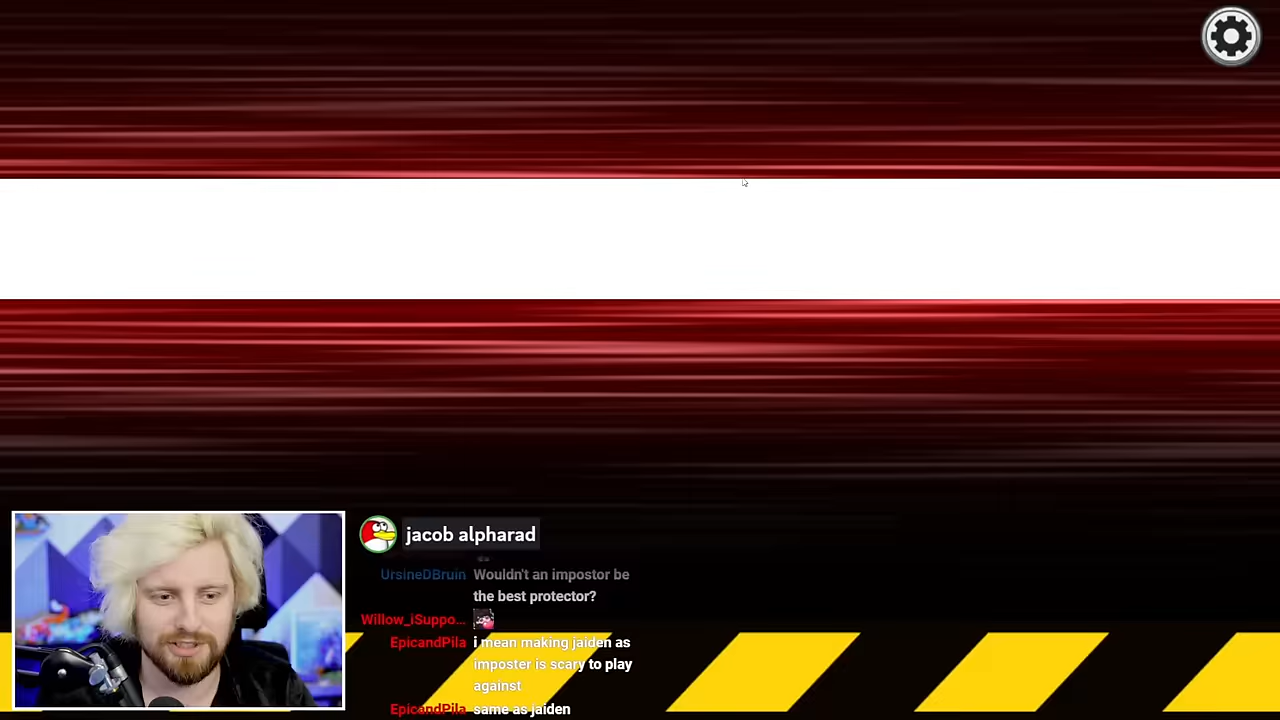 jacob alpharad
UrsineDBruin Wouldn't an impostor be
the best protector?
Willow_iSuppo...
EpicandPila i mean making jaiden as
imposter is scary to play
against
EpicandPila same as jaiden